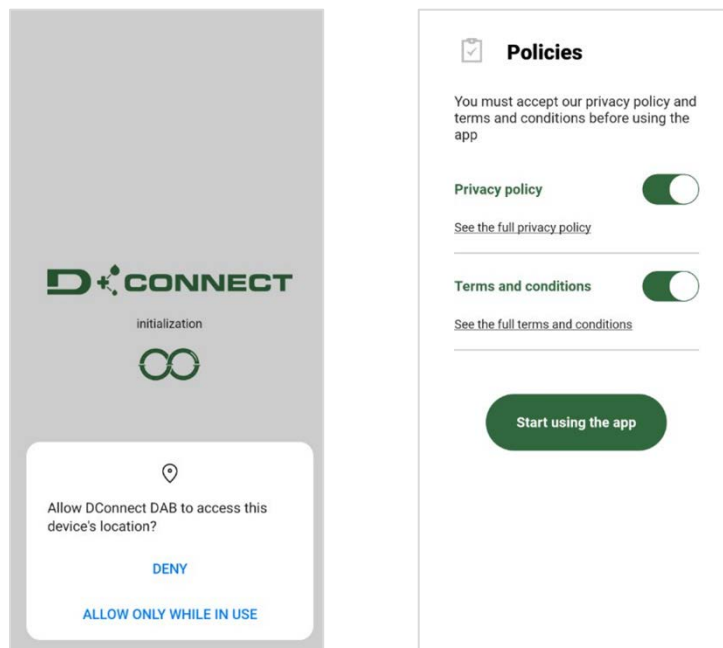 D+CONNECT
initialization
Allow DConnect DAB to access this
device's location?
DENY
ALLOW ONLY WHILE IN USE
Policies
You must accept our privacy policy and
terms and conditions before using the
app
Privacy policy
See the full privacy policy
Terms and conditions
See the full terms and conditions
Start using the app